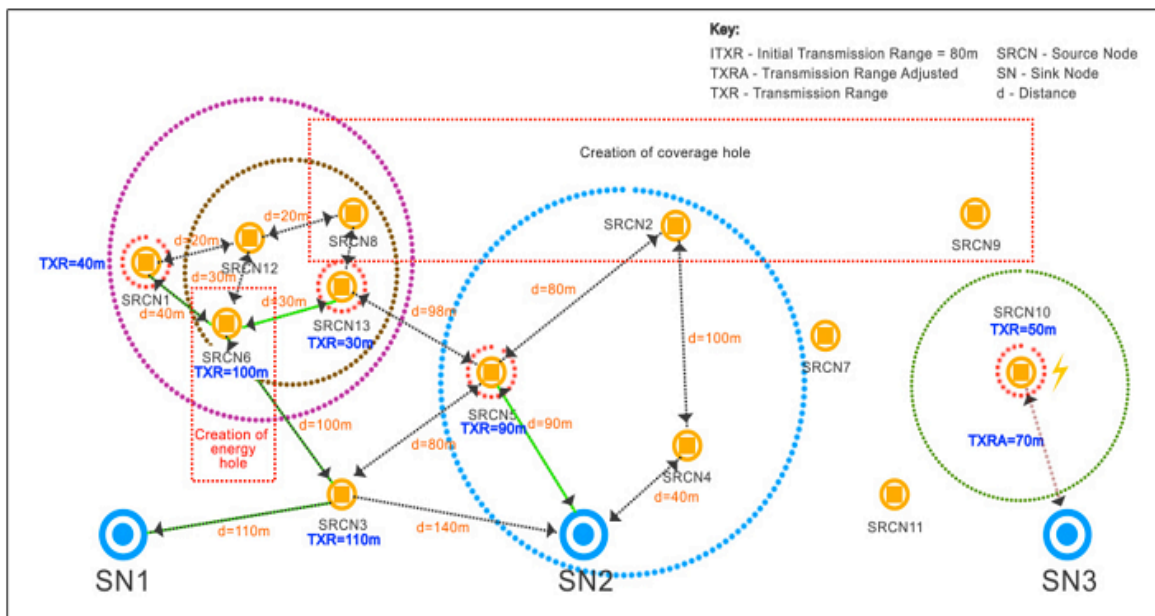 Key:
ITXR - Initial Transmission Range = 80m SRCN - Source Node
TXRA - Transmission Range Adjusted SN - Sink Node
TXR - Transmission Range d - Distance
Creation of coverage hole
d=20m
SRCN8
SRCN2
SRCN9
d=20m
SRCN12
TXR=40m
SRCN1
d=30m
d=40m
d=30m
SRCN13
TXR=30m
d=98m
d=80m
SRCN10
TXR=50m
SRCN6
TXR=100m
d=100m
SRCN7
SRCN5
TXR=90m
d=100m
d=80m
d=90m
Creation of
energy
hole
TXRA=70m
SRCN4
d=40m
SRCN3
TXR=110m
d=110m
d=140m
SRCN11
SN1
SN2
SN3